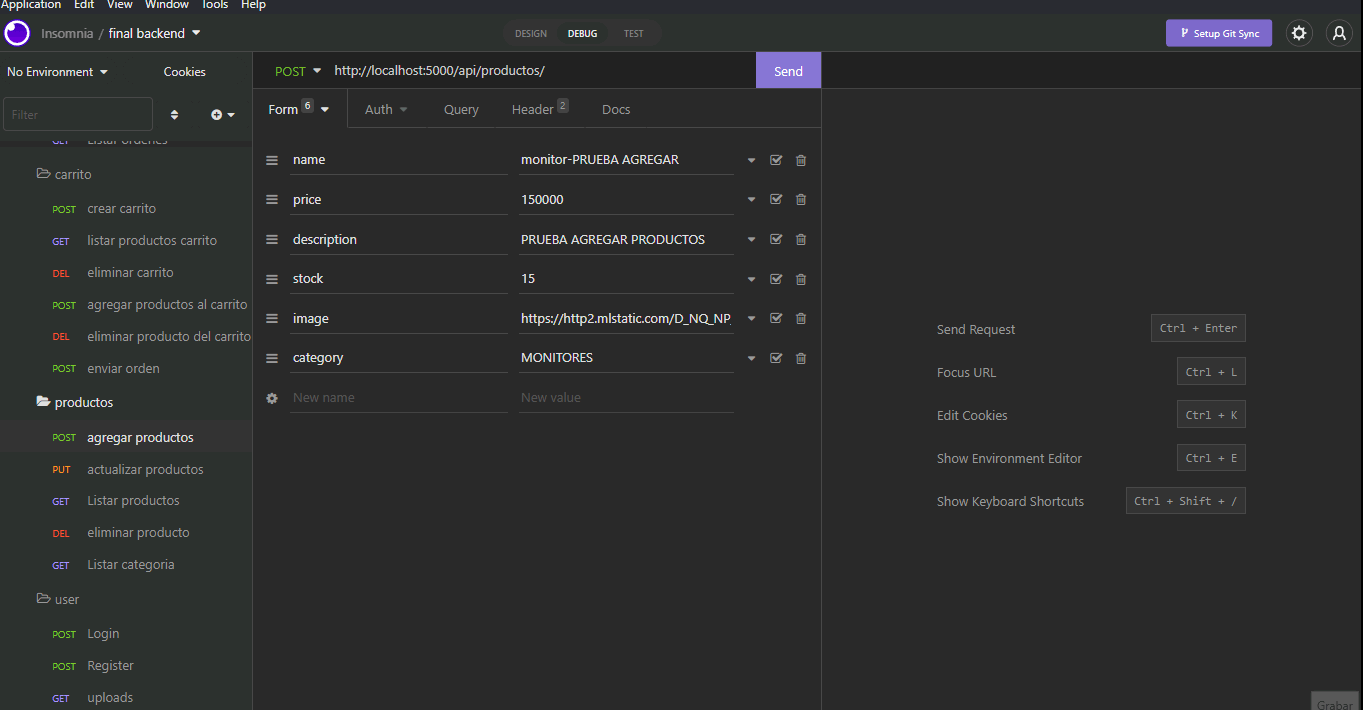 Application Edit View Window Tools Help
Insomnia / final backend
DESIGN DEBUG TEST
Setup Git Sync
No Environment Cookies
POST http://localhost:5000/api/productos/ Send
Filter
Form 6 Auth Query Header 2 Docs
GET Listar ordenes
carrito
POST crear carrito
GET listar productos carrito
DEL eliminar carrito
POST agregar productos al carrito
DEL eliminar producto del carrito
POST enviar orden
productos
POST agregar productos
PUT actualizar productos
GET Listar productos
DEL eliminar producto
GET Listar categoria
user
POST Login
POST Register
GET uploads
name monitor-PRUEBA AGREGAR
price 150000
description PRUEBA AGREGAR PRODUCTOS
stock 15
image https://http2.mlstatic.com/D_NQ_NP_
category MONITORES
New name New value
Send Request Ctrl + Enter
Focus URL Ctrl + L
Edit Cookies Ctrl + K
Show Environment Editor Ctrl + E
Show Keyboard Shortcuts Ctrl + Shift + /
Grabar